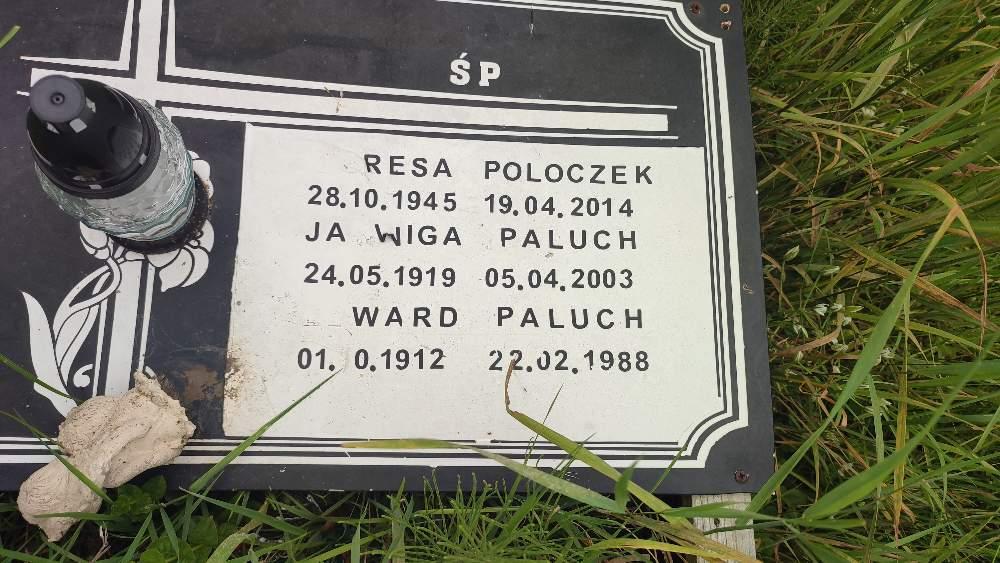 ŚP
RESA POLOCZEK
28.10.1945 19.04.2014
JA WIGA PALUCH
24.05.1919 05.04.2003
WARD PALUCH
01. 0.1912 22.02.1988